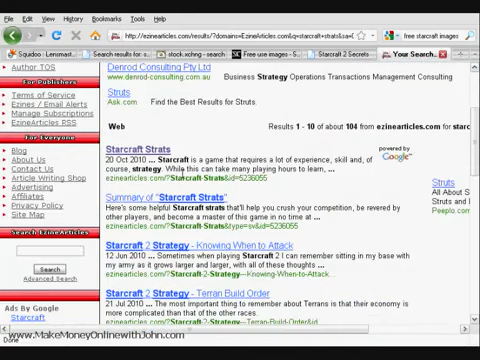 File Edit View History Bookmarks Tools Help
http://ezinearticles.com/results/?domains=EzineArticles.com&q=starcraft+strats&sa=
free starcraft images
Squidoo : Lensmast...
Search results for: s...
stock.xchng - search
Free use images - S...
StarCraft 2 Secrets
Your Search...
Author TOS
For Publishers
Terms of Service
Ezines / Email Alerts
Manage Subscriptions
EzineArticles RSS
For Everyone
Blog
About Us
Contact Us
Article Writing Shop
Advertising
Affiliates
Privacy Policy
Site Map
Search EzineArticles
Search
Advanced Search
Ads By Google
Starcraft
Denrod Consulting Pty Ltd
www.denrod-consulting.com.au Business Strategy Operations Transactions Management Consulting
Struts
Ask.com Find the Best Results for Struts.
Web Results 1 - 10 of about 104 from ezinearticles.com for starc
Starcraft Strats
20 Oct 2010 ... Starcraft is a game that requires a lot of experience, skill and, of
course, strategy. While this can take many playing hours to learn, ...
ezinearticles.com/?Starcraft-Strats&id=5236055
powered by
Google™
Summary of "Starcraft Strats"
Here's some helpful Starcraft strats that'll help you crush your competition, be revered by
other players, and become a master of this game in no time at ...
ezinearticles.com/?Starcraft-Strats&type=sv&id=5236055
Struts
All About S
Struts and
Peeplo.com
Starcraft 2 Strategy - Knowing When to Attack
12 Jun 2010 ... Sometimes when playing Starcraft 2 I can remember sitting in my base with
my army as it grows larger and larger, with all of these thoughts ...
ezinearticles.com/?Starcraft-2-Strategy---Knowing-When-to-Attack...
Starcraft 2 Strategy - Terran Build Order
21 Jul 2010 ... The most important thing to remember about Terrans is that their economy is
more complicated than that of the other races.
ezinearticles.com/?Starcraft-2-Strategy---Terran-Build-Order&id
www.MakeMoneyOnlinewithJohn.com
Done